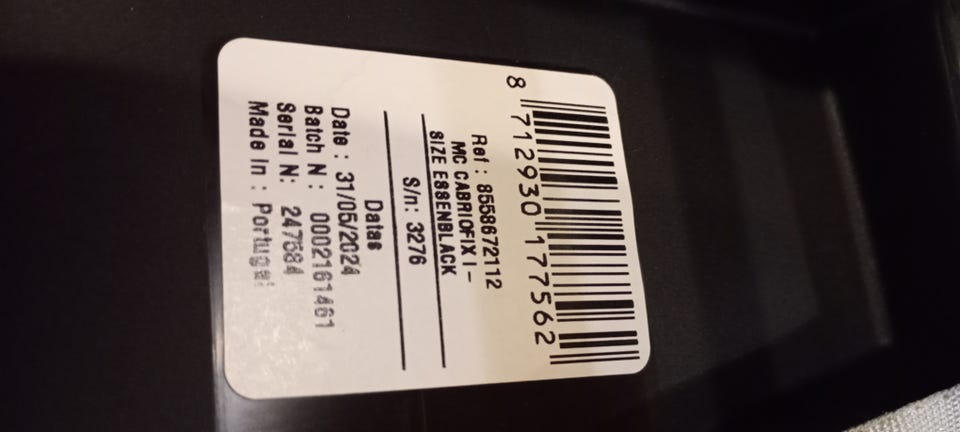 8 712930 177562
Ref : 8558672112
MC CABRIOFIX I -
SIZE ESSENBLACK
S/n: 3276
Datas
Date : 31/05/2024
Batch N : 0002161461
Serial N: 247584
Made In : Portugal